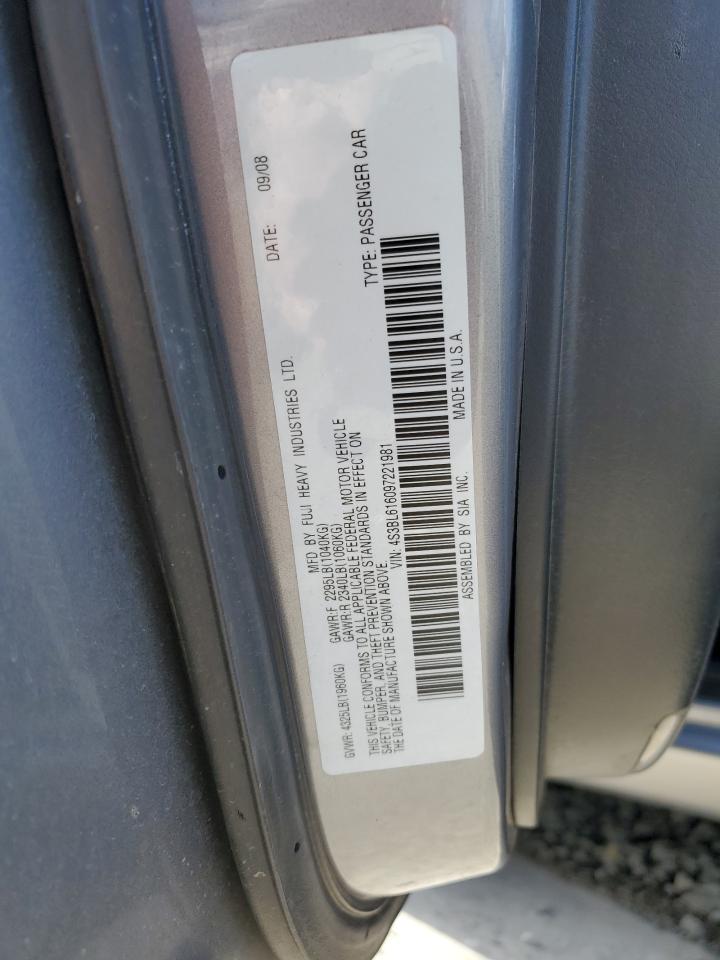 MFD BY FUJI HEAVY INDUSTRIES LTD. DATE: 09/08
GVWR: 4325LB(1960KG) GAWR:F 2295LB(1040KG)
GAWR:R 2340LB(1060KG)
THIS VEHICLE CONFORMS TO ALL APPLICABLE FEDERAL MOTOR VEHICLE
SAFETY, BUMPER, AND THEFT PREVENTION STANDARDS IN EFFECT ON
THE DATE OF MANUFACTURE SHOWN ABOVE.
VIN: 4S3BL616097221981 TYPE: PASSENGER CAR
ASSEMBLED BY SIA INC. MADE IN U.S.A.